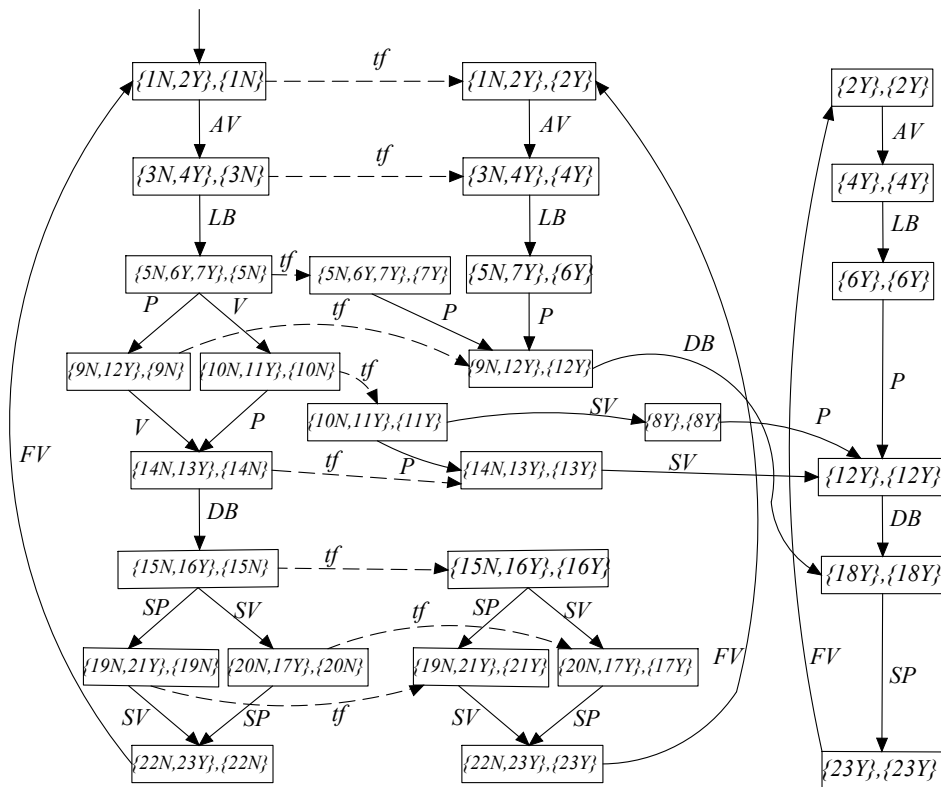 tf
{1N,2Y},{1N} {1N,2Y},{2Y} {2Y},{2Y}
AV AV AV
tf
{3N,4Y},{3N} {3N,4Y},{4Y} {4Y},{4Y}
LB LB LB
{5N,6Y,7Y},{5N} tf {5N,6Y,7Y},{7Y} {5N,7Y},{6Y} {6Y},{6Y}
P V tf P P
{9N,12Y},{9N} {10N,11Y},{10N} {9N,12Y},{12Y} DB
tf P
{10N,11Y},{11Y} SV {8Y},{8Y} P
V P
FV {14N,13Y},{14N} tf P {14N,13Y},{13Y} SV {12Y},{12Y}
DB DB
{15N,16Y},{15N} tf {15N,16Y},{16Y} {18Y},{18Y}
SP SV tf SP SV
{19N,21Y},{19N} {20N,17Y},{20N} {19N,21Y},{21Y} {20N,17Y},{17Y} FV FV SP
SV SP tf SV SP
{22N,23Y},{22N} {22N,23Y},{23Y} {23Y},{23Y}